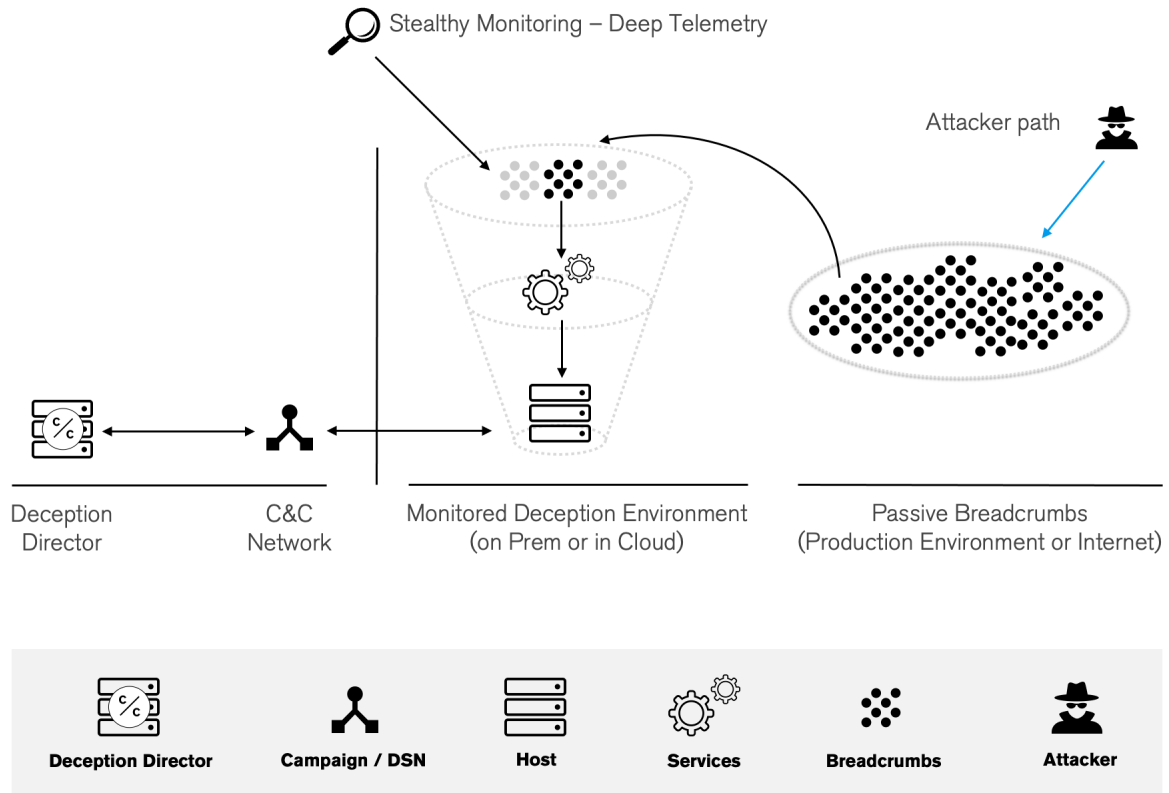 Stealthy Monitoring – Deep Telemetry
Attacker path
C/C
Deception
Director
C&C
Network
Monitored Deception Environment
(on Prem or in Cloud)
Passive Breadcrumbs
(Production Environment or Internet)
C/C
Deception Director
Campaign / DSN
Host
Services
Breadcrumbs
Attacker